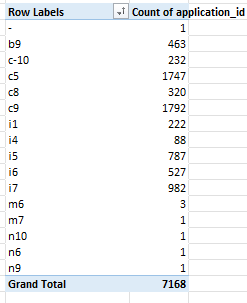 Row Labels Count of application_id
- 1
b9 463
c-10 232
c5 1747
c8 320
c9 1792
i1 222
i4 88
i5 787
i6 527
i7 982
m6 3
m7 1
n10 1
n6 1
n9 1
Grand Total 7168